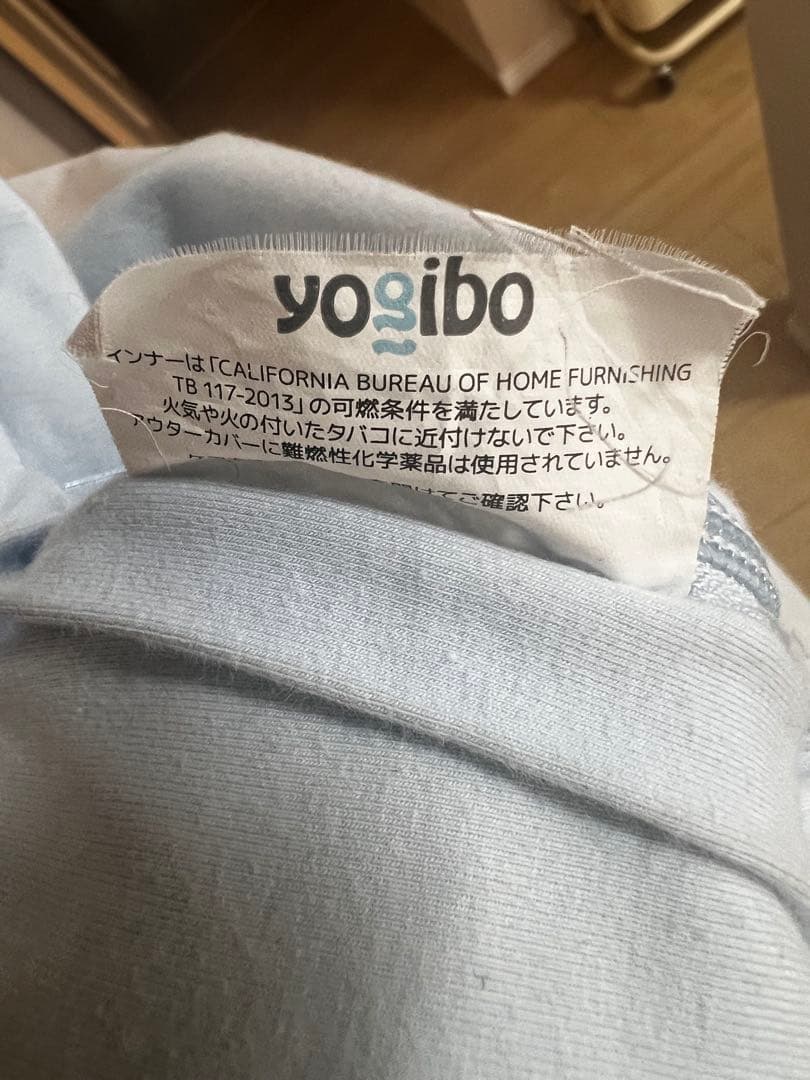 yogibo
インナーは「CALIFORNIA BUREAU OF HOME FURNISHING
TB 117-2013」の可燃条件を満たしています。
火気や火の付いたタバコに近付けないで下さい。
アウターカバーに難燃性化学薬品は使用されていません。
けてご確認下さい。